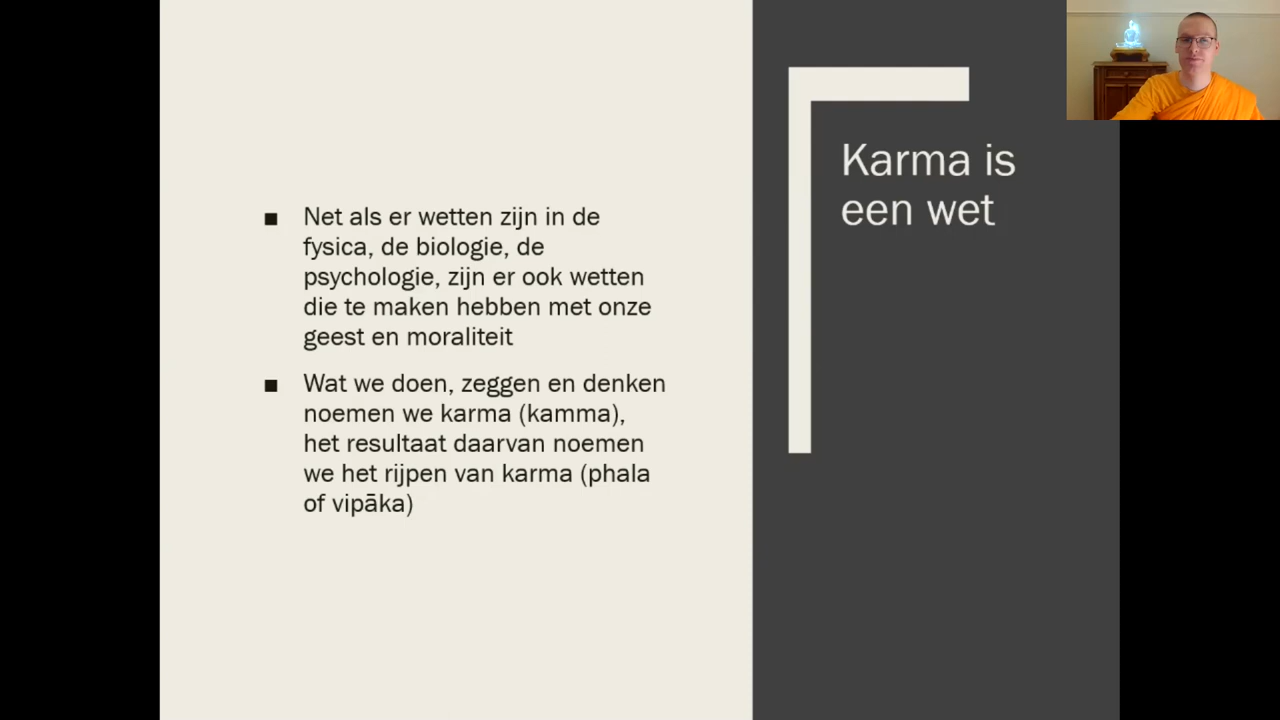 Karma is
een wet
■ Net als er wetten zijn in de
fysica, de biologie, de
psychologie, zijn er ook wetten
die te maken hebben met onze
geest en moraliteit
■ Wat we doen, zeggen en denken
noemen we karma (kamma),
het resultaat daarvan noemen
we het rijpen van karma (phala
of vipāka)